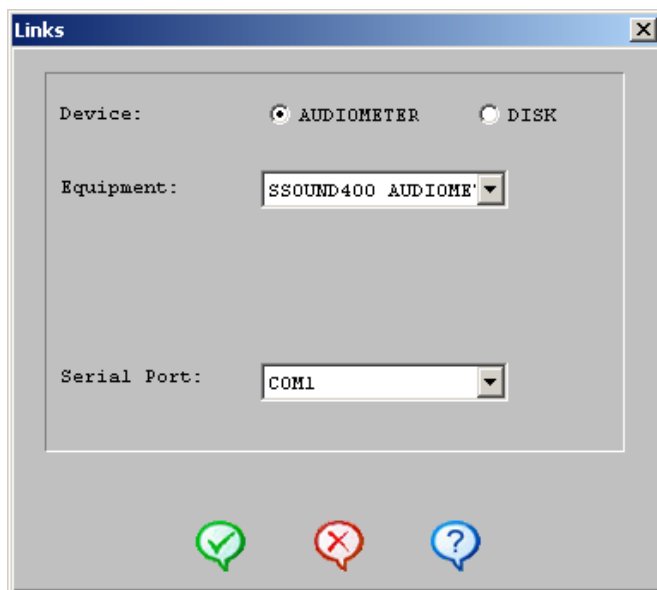 Links
Device: AUDIOMETER DISK
Equipment: SSOUND400 AUDIOME
Serial Port: COM1
?